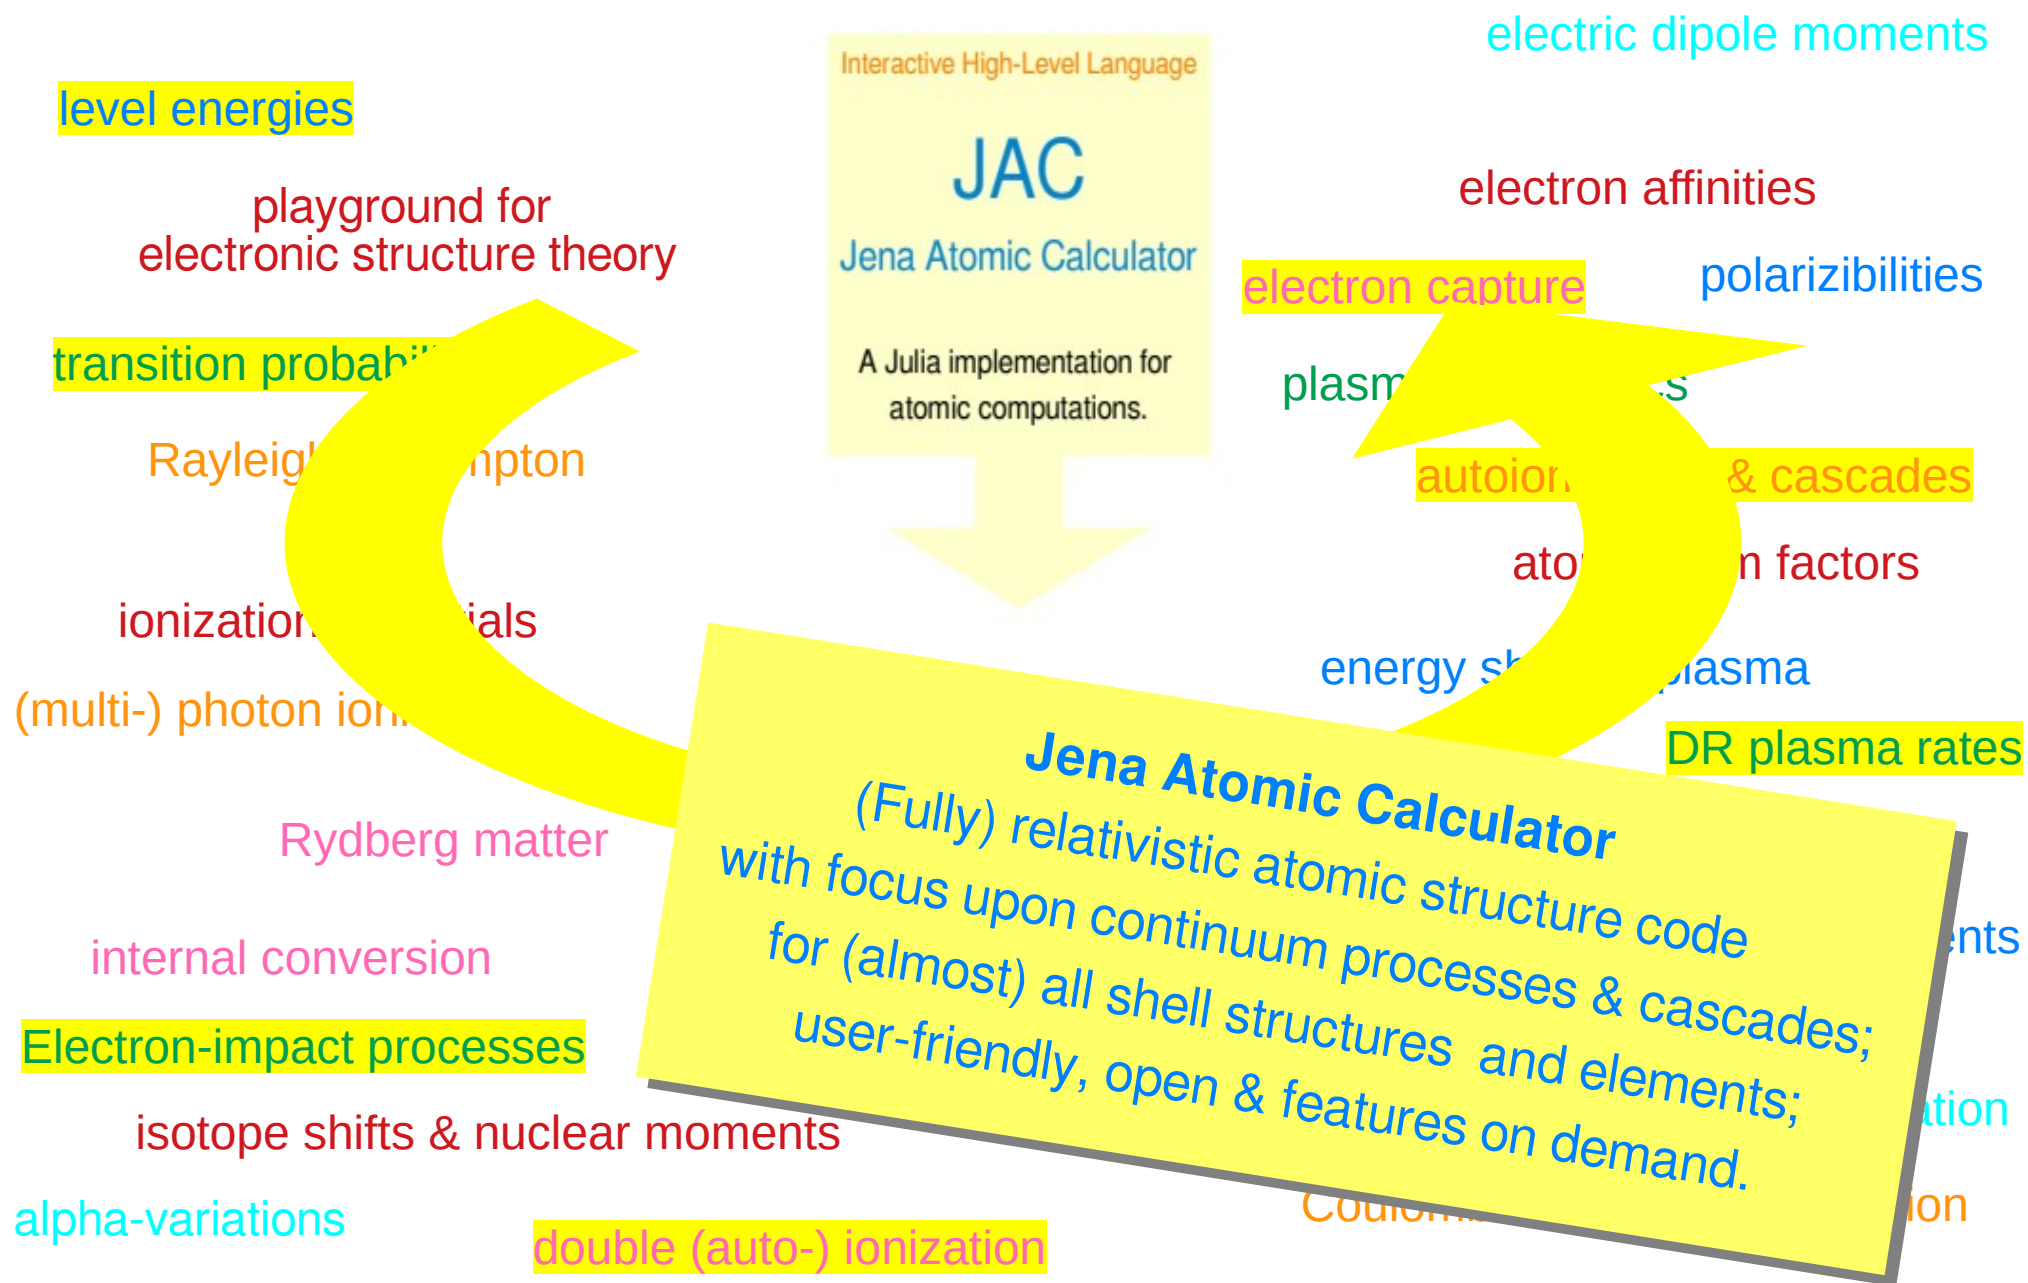 electric dipole moments
Interactive High-Level Language
level energies
JAC
playground for
electronic structure theory
electron affinities
Jena Atomic Calculator
electron capture
polarizibilities
transition
A Julia implementation for
atomic computations.
& cascades
factors
(multi-) photon
energy
DR plasma rates
Jena Atomic Calculator
(Fully) relativistic atomic structure code
with focus upon continuum processes & cascades;
for (almost) all shell structures and elements;
user-friendly, open & features on demand.
Rydberg matter
internal conversion
Electron-impact processes
isotope shifts & nuclear moments
alpha-variations
double (auto-) ionization